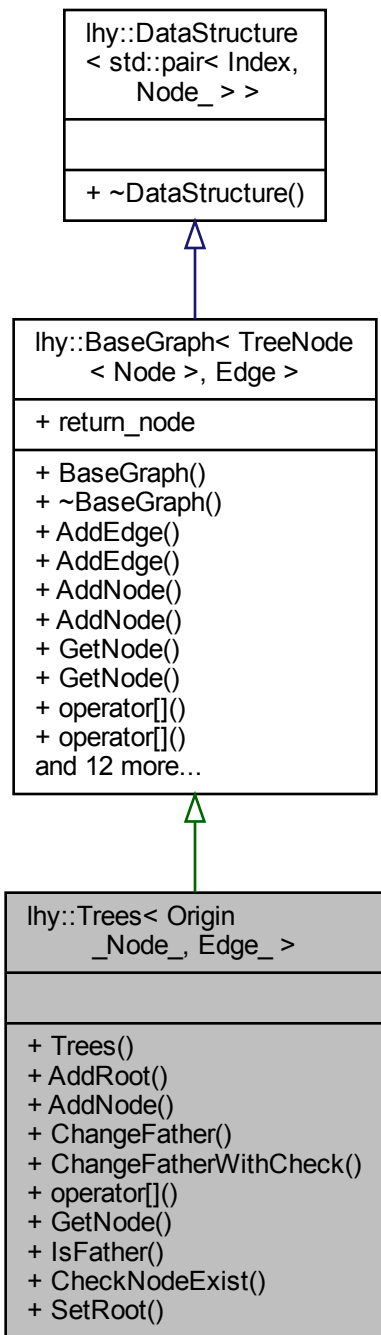 lhy::DataStructure
< std::pair< Index,
Node_ > >
+ ~DataStructure()
lhy::BaseGraph< TreeNode
< Node >, Edge >
+ return_node
+ BaseGraph()
+ ~BaseGraph()
+ AddEdge()
+ AddEdge()
+ AddNode()
+ AddNode()
+ GetNode()
+ GetNode()
+ operator[]()
+ operator[]()
and 12 more...
lhy::Trees< Origin
_Node_, Edge_ >
+ Trees()
+ AddRoot()
+ AddNode()
+ ChangeFather()
+ ChangeFatherWithCheck()
+ operator[]()
+ GetNode()
+ IsFather()
+ CheckNodeExist()
+ SetRoot()